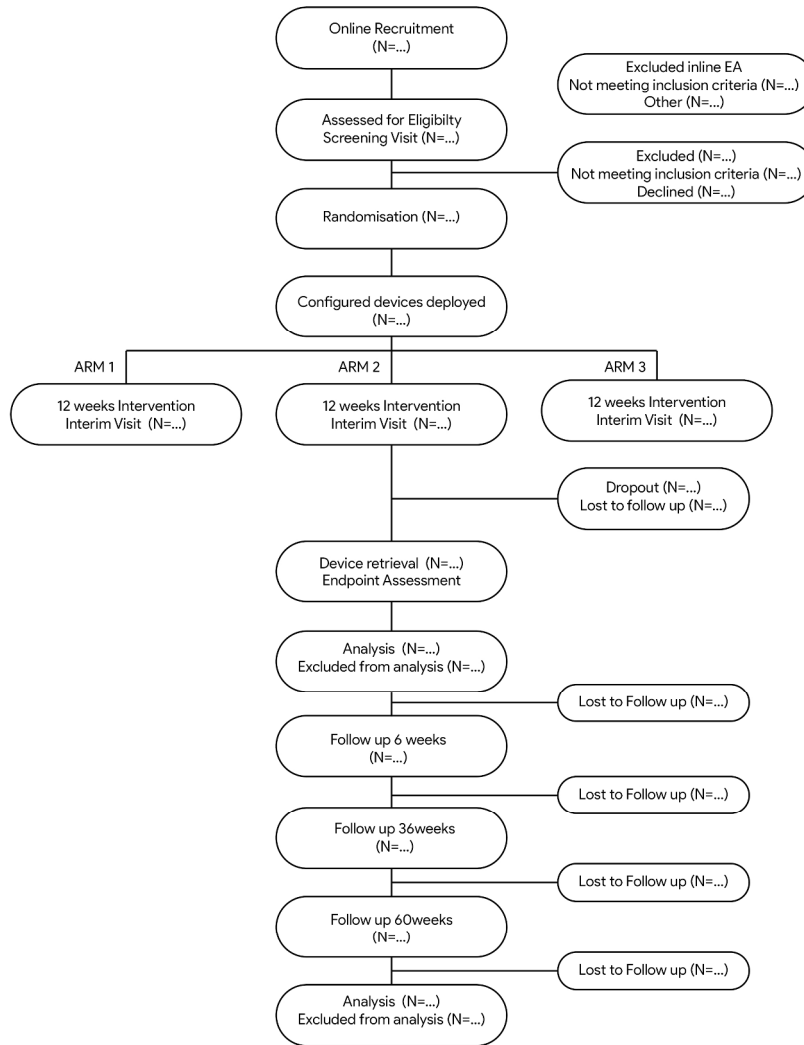 Online Recruitment
(N=...)
Excluded inline EA
Not meeting inclusion criteria (N=...)
Other (N=...)
Assessed for Eligibilty
Screening Visit (N=...)
Excluded (N=...)
Not meeting inclusion criteria (N=...)
Declined (N=...)
Randomisation (N=...)
Configured devices deployed
(N=...)
ARM 1
ARM 2
ARM 3
12 weeks Intervention
Interim Visit (N=...)
12 weeks Intervention
Interim Visit (N=...)
12 weeks Intervention
Interim Visit (N=...)
Dropout (N=...)
Lost to follow up (N=...)
Device retrieval (N=...)
Endpoint Assessment
Analysis (N=...)
Excluded from analysis (N=...)
Lost to Follow up (N=...)
Follow up 6 weeks
(N=...)
Lost to Follow up (N=...)
Follow up 36weeks
(N=...)
Lost to Follow up (N=...)
Follow up 60weeks
(N=...)
Lost to Follow up (N=...)
Analysis (N=...)
Excluded from analysis (N=...)